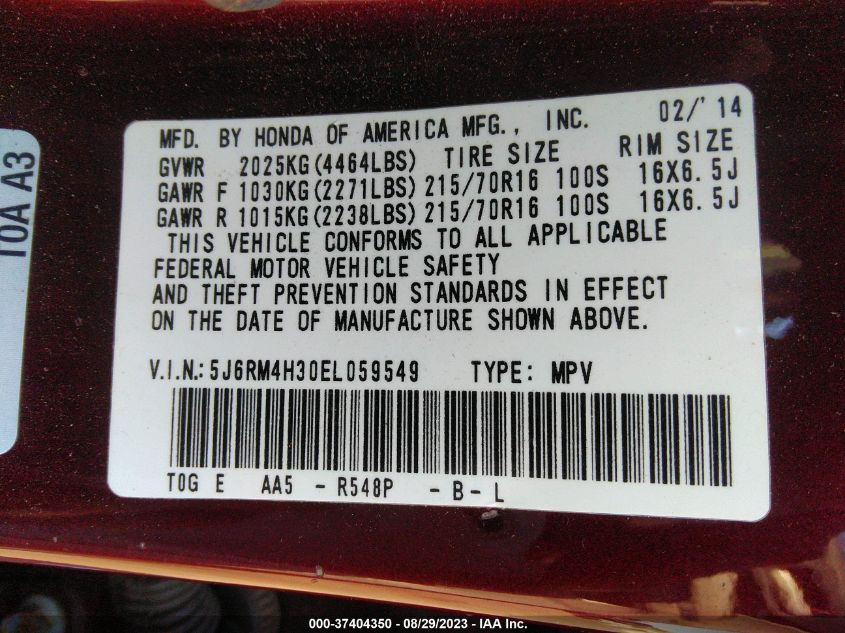 MFD. BY HONDA OF AMERICA MFG., INC. 02/'14
GVWR 2025KG(4464LBS) TIRE SIZE RIM SIZE
GAWR F 1030KG(2271LBS) 215/70R16 100S 16X6.5J
GAWR R 1015KG(2238LBS) 215/70R16 100S 16X6.5J
THIS VEHICLE CONFORMS TO ALL APPLICABLE
FEDERAL MOTOR VEHICLE SAFETY
AND THEFT PREVENTION STANDARDS IN EFFECT
ON THE DATE OF MANUFACTURE SHOWN ABOVE.
V.I.N.: 5J6RM4H30EL059549 TYPE: MPV
T0G E AA5 - R548P - B - L
T0A A3
000-37404350 - 08/29/2023 - IAA Inc.